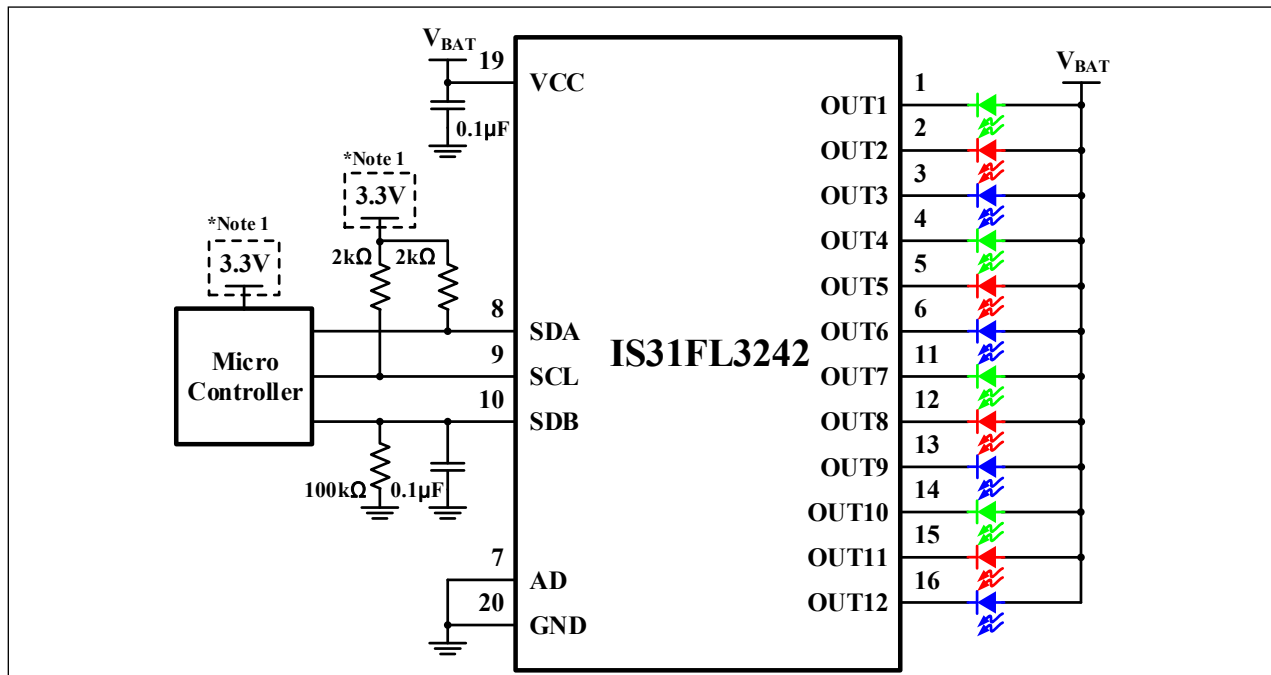 VBAT
19
VCC
0.1µF
*Note 1
3.3V
*Note 1
3.3V
2kΩ 2kΩ
Micro
Controller
8
SDA
9
SCL
10
SDB
100kΩ 0.1µF
7
AD
20
GND
IS31FL3242
VBAT
1
OUT1
2
OUT2
3
OUT3
4
OUT4
5
OUT5
6
OUT6
11
OUT7
12
OUT8
13
OUT9
14
OUT10
15
OUT11
16
OUT12